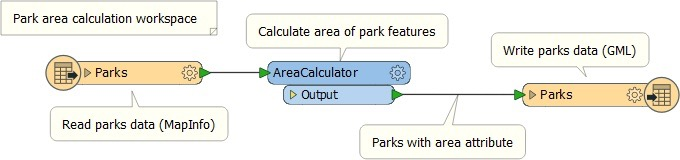 Park area calculation workspace
Calculate area of park features
Write parks data (GML)
Parks
AreaCalculator
Output
Parks
Read parks data (MapInfo)
Parks with area attribute